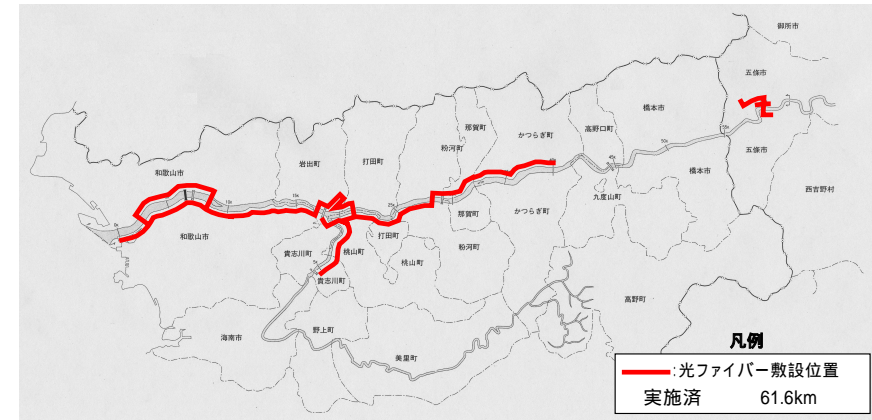 御所市
五條市
橋本市
那賀町
かつらぎ町
高野口町
粉河町
打田町
岩出町
和歌山市
五條市
橋本市
西吉野村
九度山町
かつらぎ町
那賀町
粉河町
打田町
桃山町
桃山町
貴志川町
貴志川町
和歌山市
高野町
野上町
海南市
美里町
凡例
:光ファイバー敷設位置
実施済 61.6km